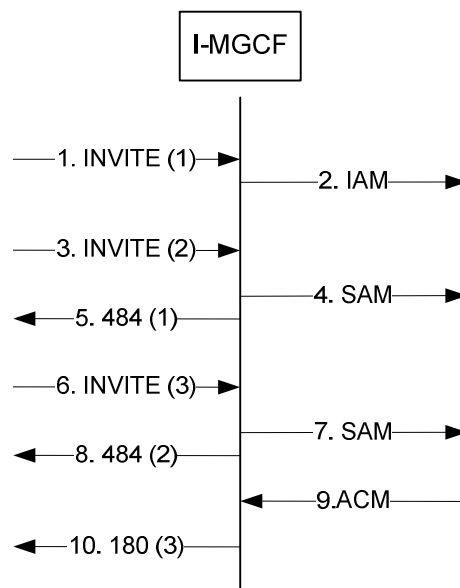 I-MGCF
1. INVITE (1)
2. IAM
3. INVITE (2)
4. SAM
5. 484 (1)
6. INVITE (3)
7. SAM
8. 484 (2)
9.ACM
10. 180 (3)